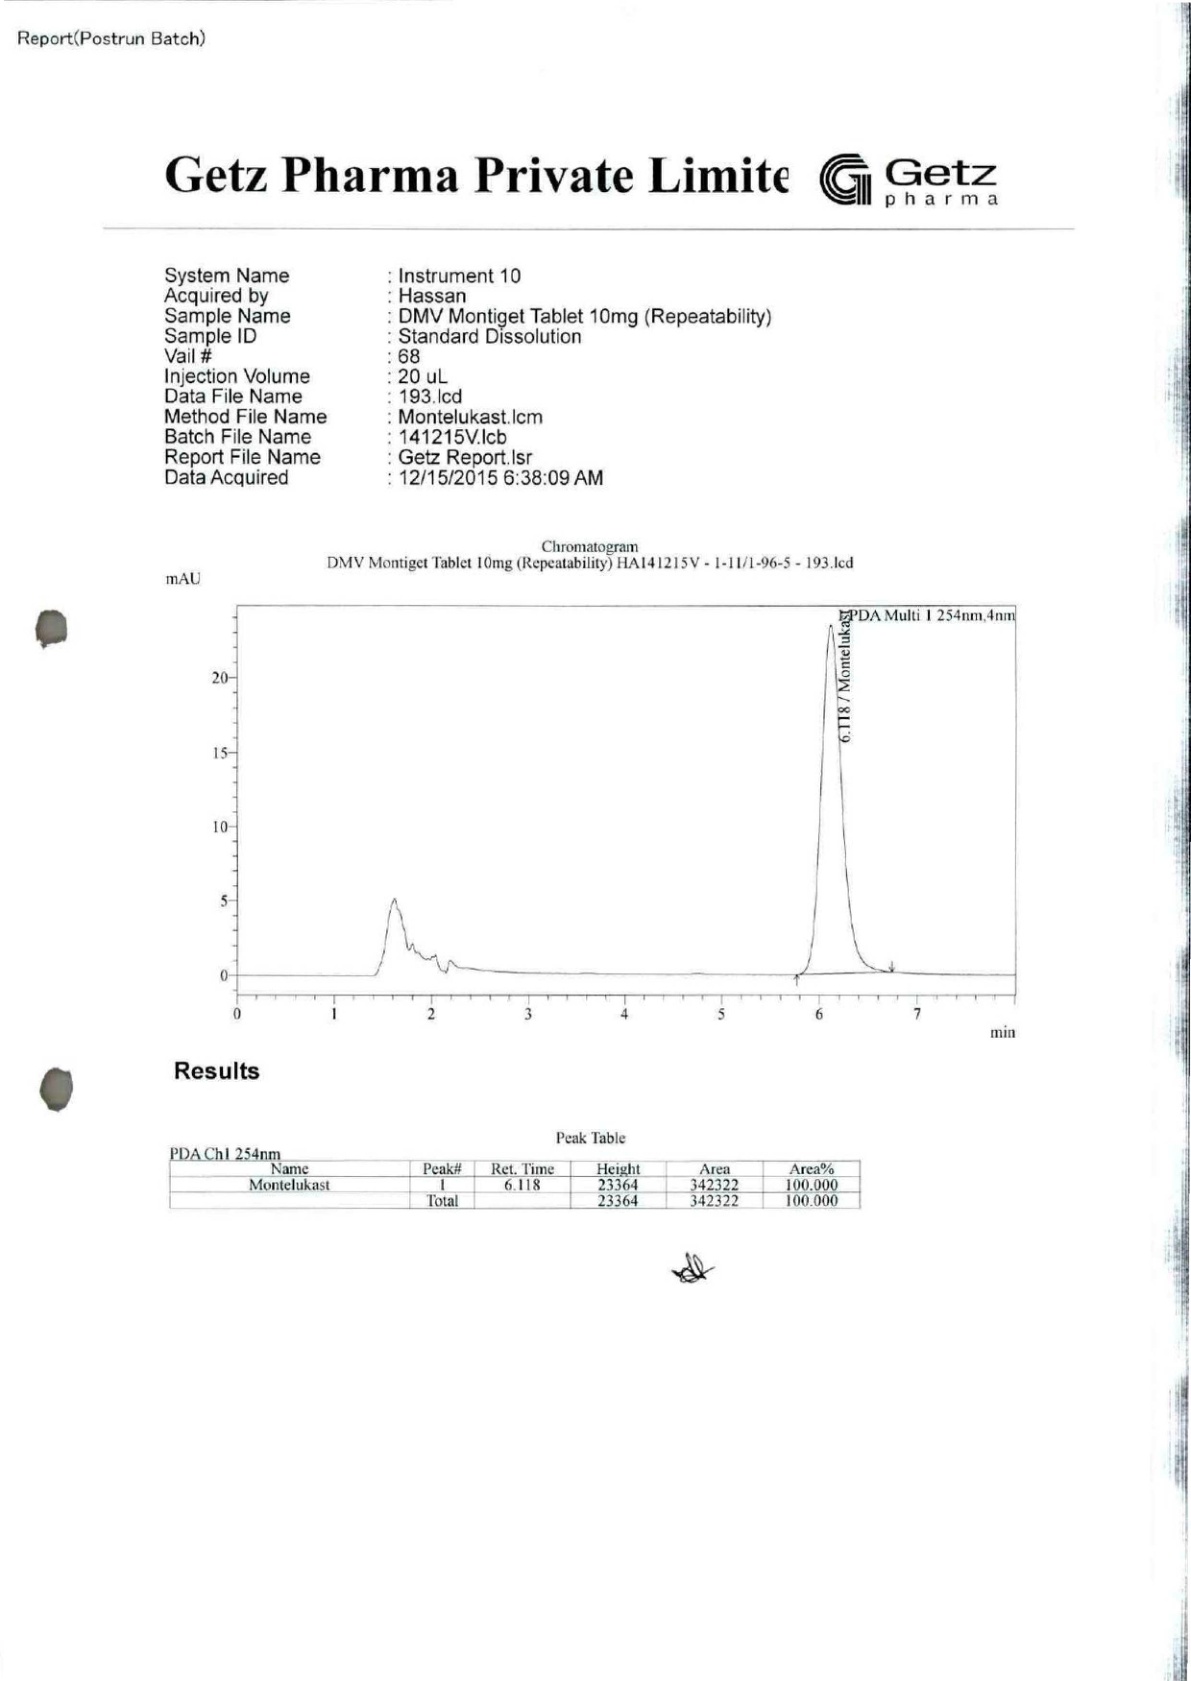 Report(Postrun Batch)
Getz Pharma Private Limite
Getz
pharma
System Name : Instrument 10
Acquired by : Hassan
Sample Name : DMV Montiget Tablet 10mg (Repeatability)
Sample ID : Standard Dissolution
Vail # : 68
Injection Volume : 20 uL
Data File Name : 193.lcd
Method File Name : Montelukast.lcm
Batch File Name : 141215V.lcb
Report File Name : Getz Report.lsr
Data Acquired : 12/15/2015 6:38:09 AM
Chromatogram
DMV Montiget Tablet 10mg (Repeatability) HA141215V - 1-11/1-96-5 - 193.lcd
mAU
PDA Multi 1 254nm,4nm
6.118 / Montelukast
20
15
10
5
0
0 1 2 3 4 5 6 7
min
Results
Peak Table
PDA Ch1 254nm
Name Peak# Ret. Time Height Area Area%
Montelukast 1 6.118 23364 342322 100.000
Total 23364 342322 100.000